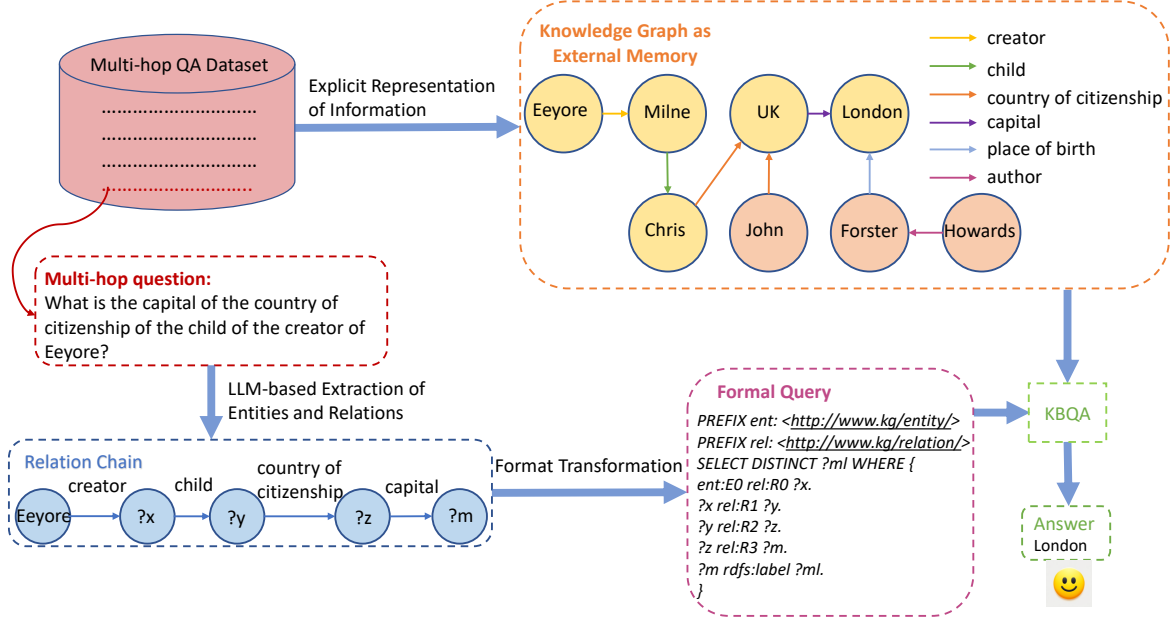 Multi-hop QA Dataset
Explicit Representation
of Information
Knowledge Graph as
External Memory
Eeyore
Milne
UK
London
Chris
John
Forster
Howards
creator
child
country of citizenship
capital
place of birth
author
Multi-hop question:
What is the capital of the country of
citizenship of the child of the creator of
Eeyore?
LLM-based Extraction of
Entities and Relations
Relation Chain
creator
child
country of
citizenship
capital
Eeyore
?x
?y
?z
?m
Format Transformation
Formal Query
PREFIX ent: <http://www.kg/entity/>
PREFIX rel: <http://www.kg/relation/>
SELECT DISTINCT ?ml WHERE {
ent:E0 rel:R0 ?x.
?x rel:R1 ?y.
?y rel:R2 ?z.
?z rel:R3 ?m.
?m rdfs:label ?ml.
}
KBQA
Answer
London